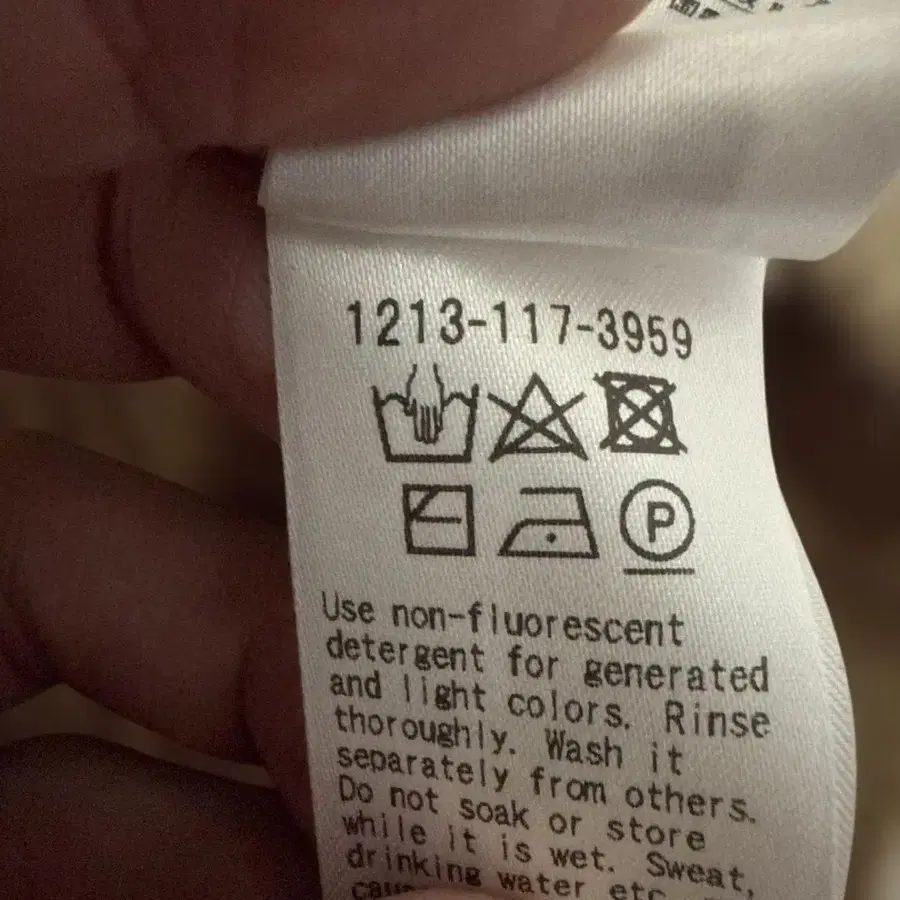 1213-117-3959
P
Use non-fluorescent
detergent for generated
and light colors. Rinse
thoroughly. Wash it
separately from others.
Do not soak or store
while it is wet. Sweat,
drinking water etc